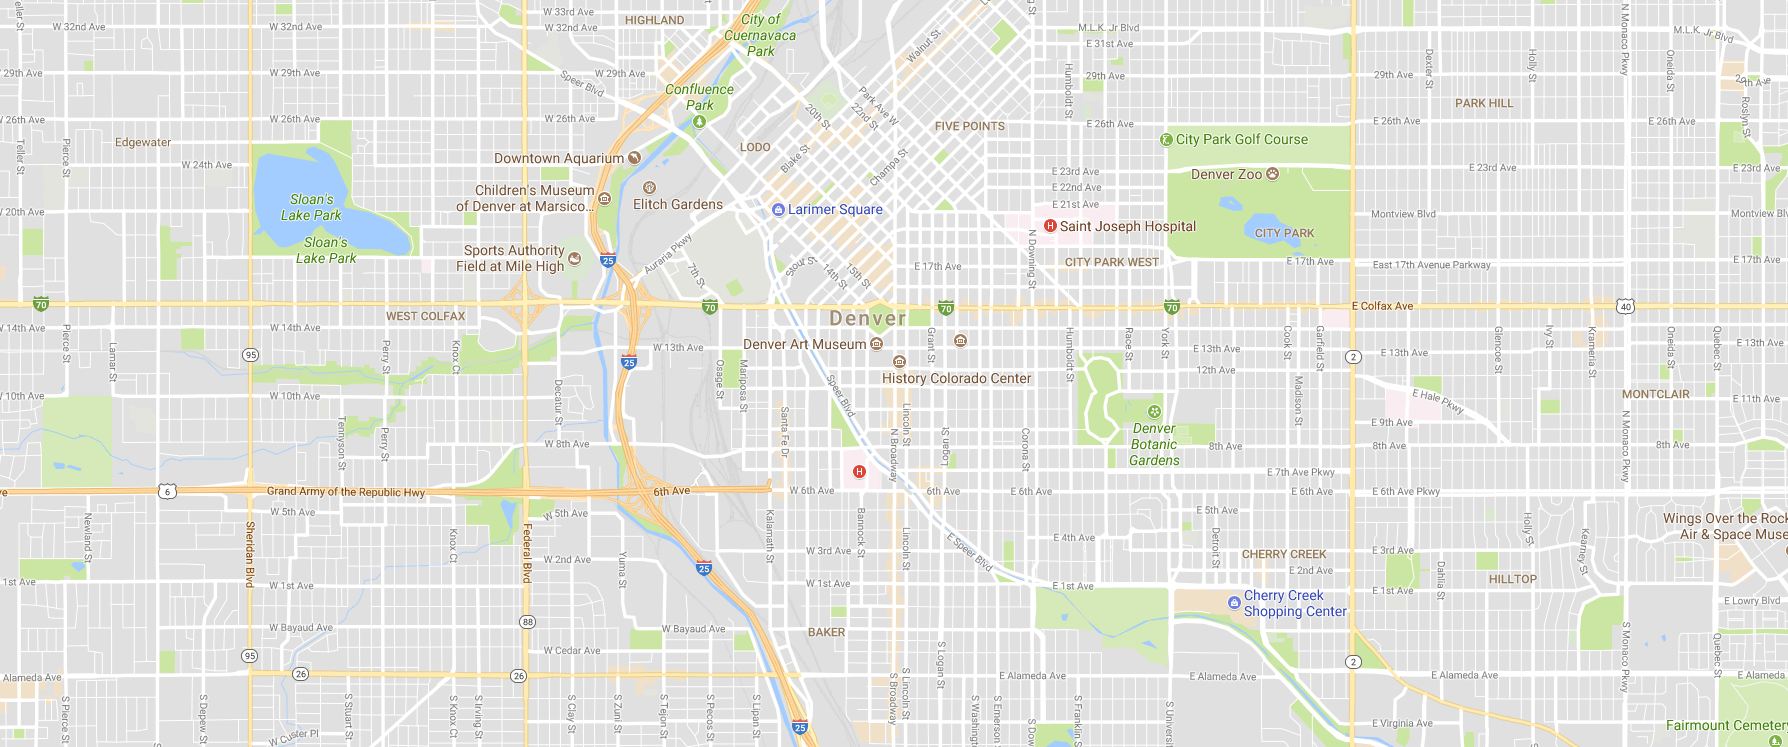 W 33rd Ave
HIGHLAND
City of
Cuernavaca
Park
W 32nd Ave
W 32nd Ave
Walnut St
M.L.K. Jr Blvd
M.L.K. Jr Blvd
E 31st Ave
N Monaco Pkwy
W 29th Ave
W 29th Ave
W 29th Ave
Speer Blvd
Confluence
Park
Park Ave W
20th St
22nd St
Humboldt St
29th Ave
29th Ave
E 29th Ave
29th Ave
Dexter St
Holly St
Oneida St
Roslyn St
PARK HILL
W 26th Ave
W 26th Ave
W 26th Ave
FIVE POINTS
E 26th Ave
E 26th Ave
E 26th Ave
Edgewater
Teller St
Pierce St
W 24th Ave
Downtown Aquarium
LODO
Blake St
Champa St
City Park Golf Course
E 23rd Ave
E 23rd Ave
E 23rd Ave
E 22nd Ave
E 21st Ave
Denver Zoo
Children's Museum
of Denver at Marsico...
Elitch Gardens
Larimer Square
Sloan's
Lake Park
Sloan's
Lake Park
W 20th Ave
Saint Joseph Hospital
Montview Blvd
Montview Bl
CITY PARK
N Downing St
Sports Authority
Field at Mile High
25
Auraria Pkwy
7th St
Stout St
14th St
15th St
E 17th Ave
CITY PARK WEST
E 17th Ave
East 17th Avenue Parkway
E 17th Ave
70
70
70
70
E Colfax Ave
40
WEST COLFAX
Denver
W 14th Ave
W 14th Ave
W 14th Ave
Denver Art Museum
W 13th Ave
25
95
2
History Colorado Center
Pierce St
Lamar St
Perry St
Knox Ct
Decatur St
Osage St
Mariposa St
Grant St
Humboldt St
Race St
York St
Cook St
Garfield St
E 13th Ave
12th Ave
E 13th Ave
E 13th Ave
Glencoe St
Ivy St
Krameria St
Oneida St
Quebec St
Madison St
MONTCLAIR
E Hale Pkwy
W 10th Ave
W 10th Ave
Tennyson St
Perry St
Santa Fe Dr
Speer Blvd
Lincoln St
N Broadway
Logan St
Corona St
Denver
Botanic
Gardens
E 11th Ave
E 9th Ave
8th Ave
8th Ave
8th Ave
N Monaco Pkwy
W 8th Ave
E 7th Ave Pkwy
6
Grand Army of the Republic Hwy
6th Ave
W 6th Ave
6th Ave
E 6th Ave
E 6th Ave
E 6th Ave Pkwy
E 6th Ave
Newland St
Sheridan Blvd
W 5th Ave
Knox Ct
Federal Blvd
W 5th Ave
Kalamath St
Bannock St
Lincoln St
E Speer Blvd
E 5th Ave
Detroit St
Holly St
Kearney St
Wings Over the Rock
Air & Space Muse
E 4th Ave
W 2nd Ave
Yuma St
25
W 3rd Ave
CHERRY CREEK
E 3rd Ave
E 2nd Ave
1st Ave
W 1st Ave
W 1st Ave
E 1st Ave
E 1st Ave
Dahlia St
HILLTOP
Cherry Creek
Shopping Center
E Lowry Blvd
88
W Bayaud Ave
W Bayaud Ave
BAKER
95
W Cedar Ave
2
S Monaco Pkwy
Quebec St
Alameda Ave
26
26
S Logan St
E Alameda Ave
E Alameda Ave
E Alameda Ave
E Alameda
S Pierce St
S Depew St
S Stuart St
S Knox Ct
S Irving St
S Clay St
S Zuni St
S Tejon St
S Pecos St
S Lipan St
S Broadway
S Lincoln St
S Washingt
S Emerson S
S Dow
S Franklin S
S Universi
W Custer Pl
25
E Virginia Ave
E Virginia Ave
Fairmount Cemetery